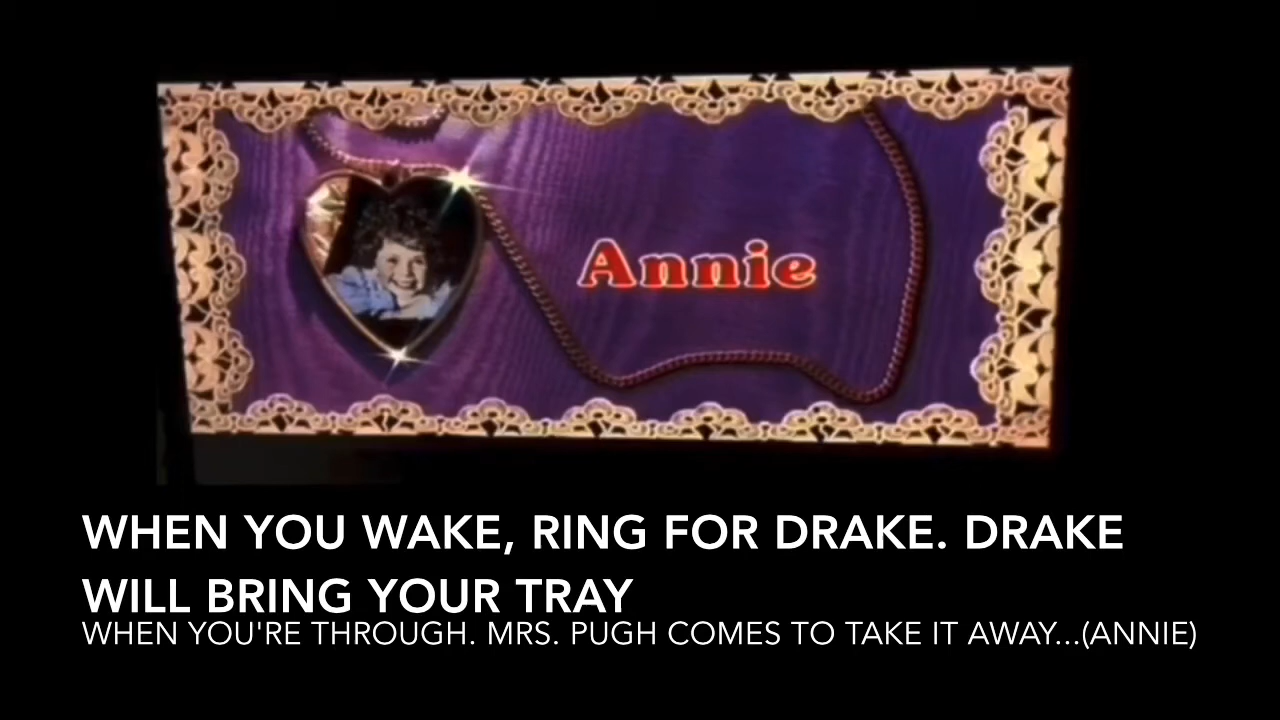 Annie
WHEN YOU WAKE, RING FOR DRAKE. DRAKE
WILL BRING YOUR TRAY
WHEN YOU'RE THROUGH. MRS. PUGH COMES TO TAKE IT AWAY...(ANNIE)